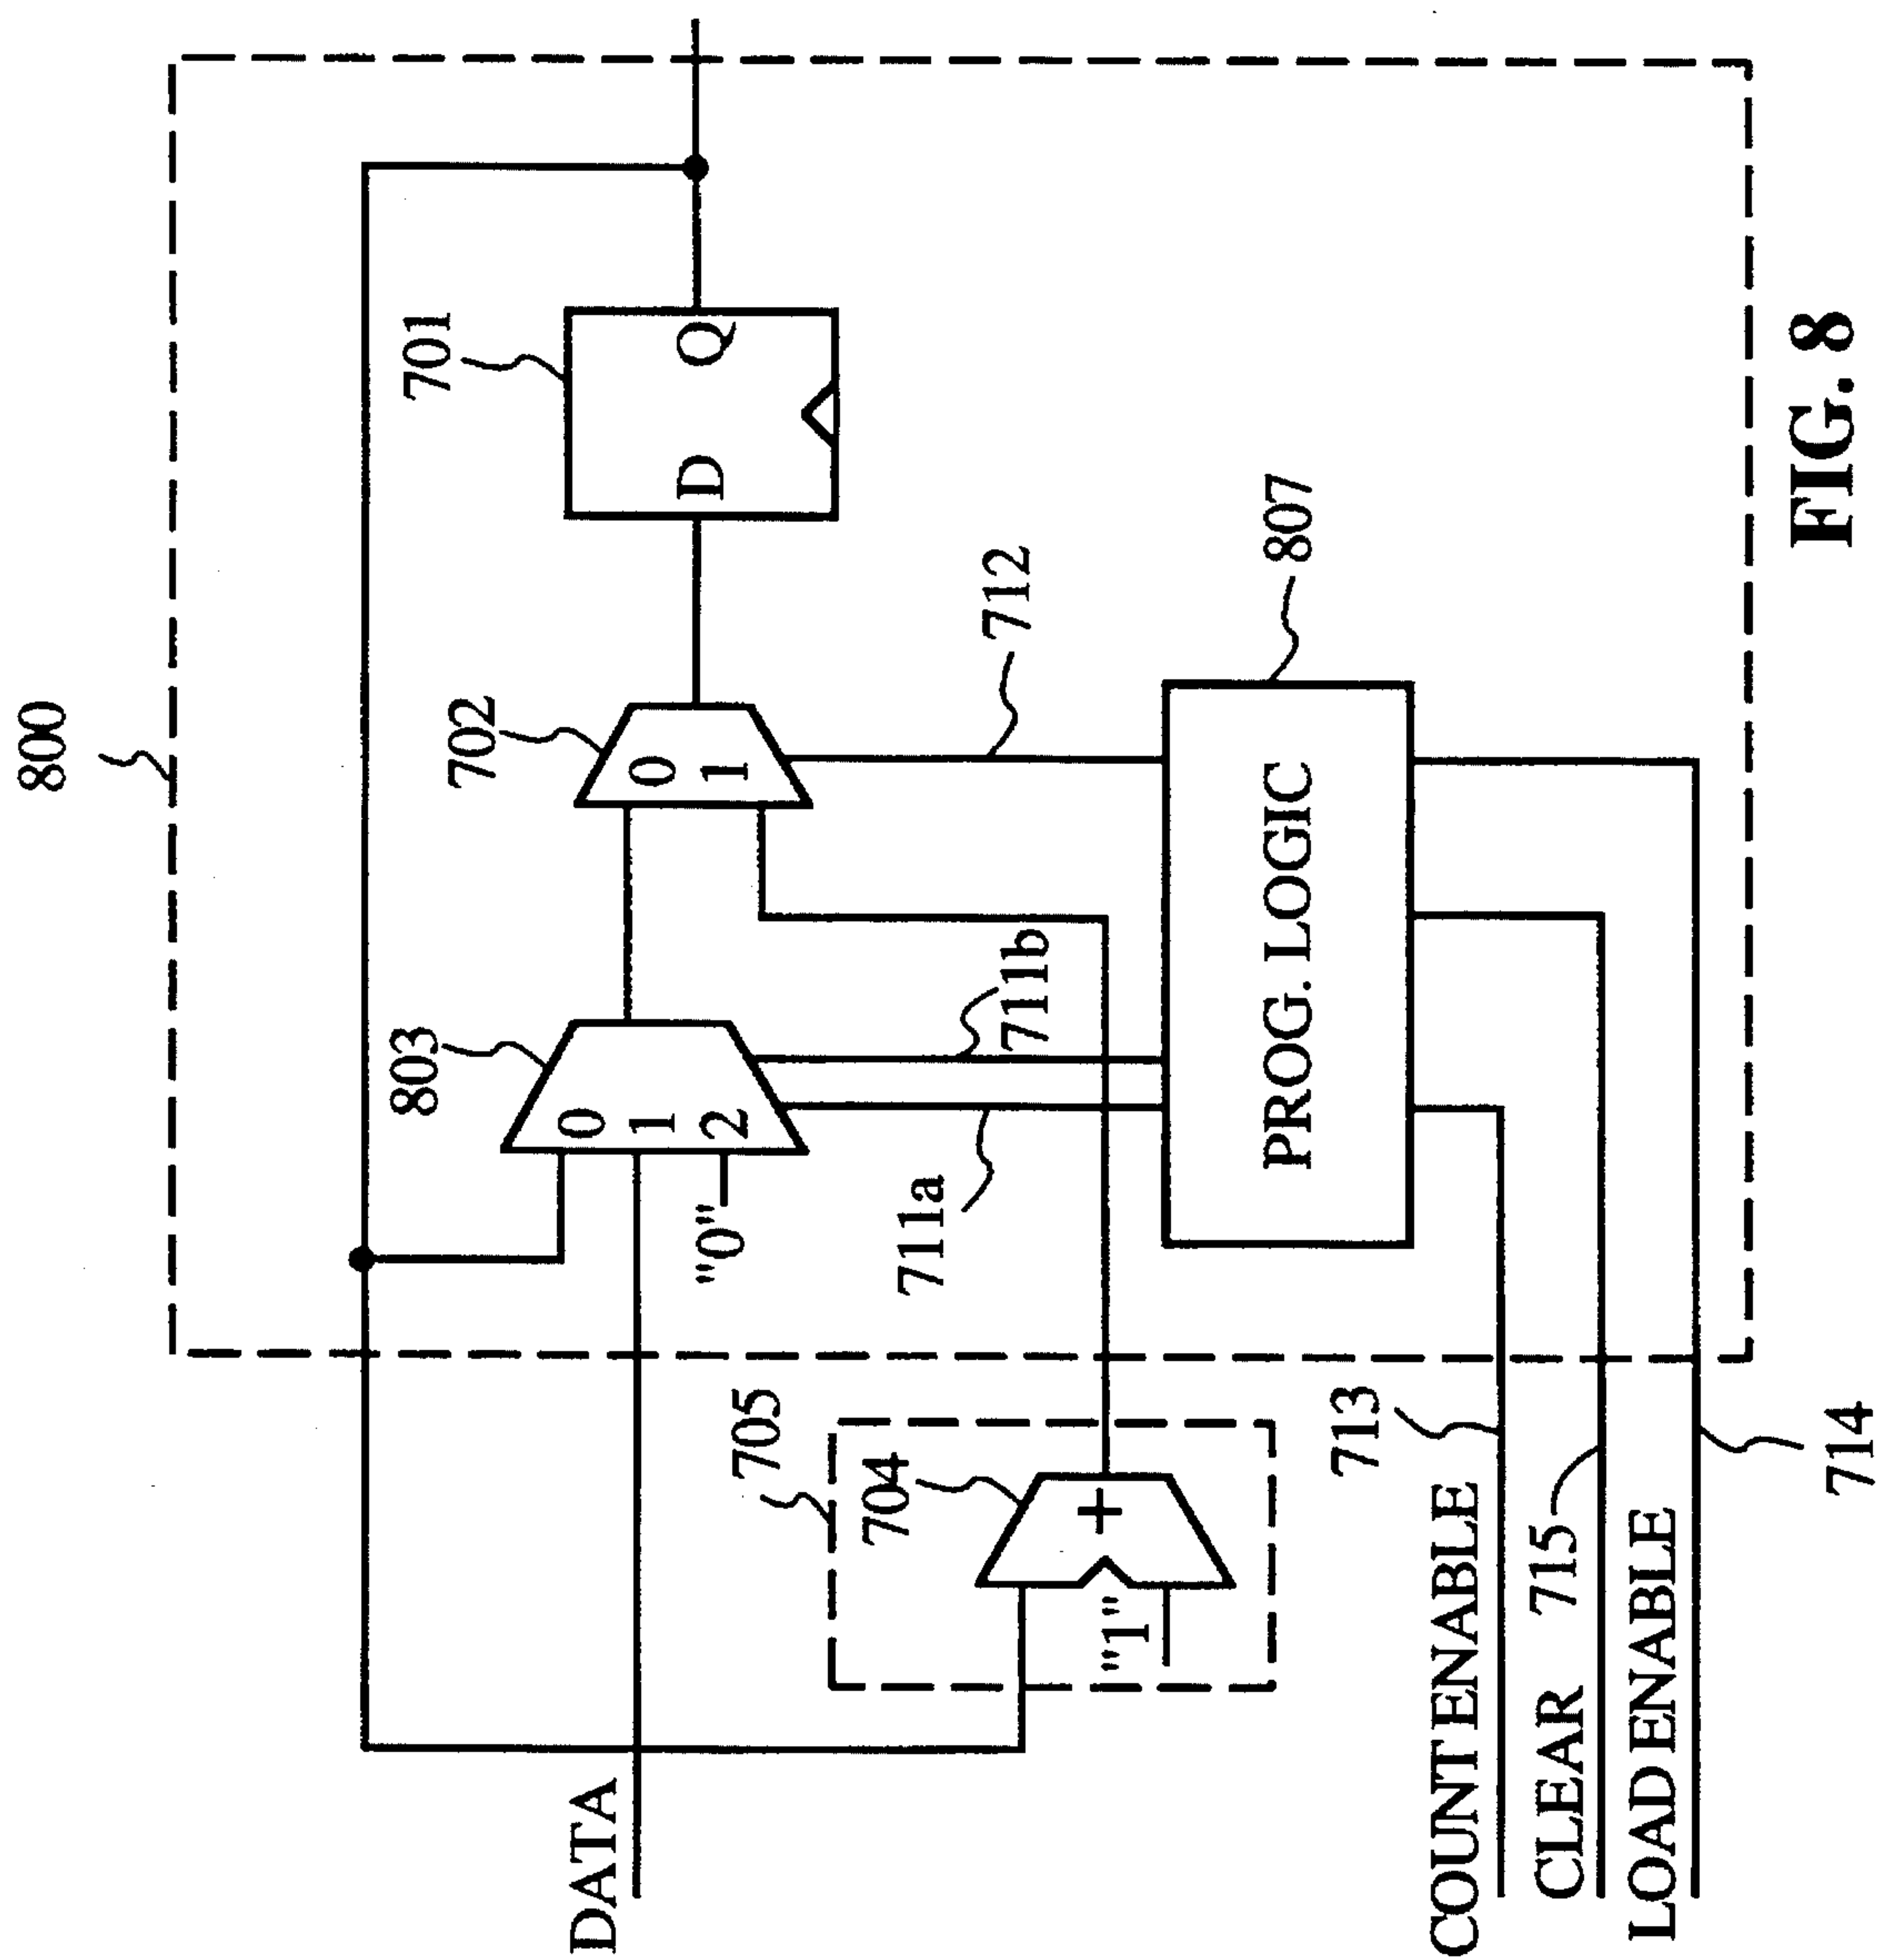 800
701
D Q
702
0
1
712
803
0
1
2
"0"
711a
711b
807
PROG. LOGIC
705
704
+
"1"
DATA
COUNT ENABLE
713
CLEAR
715
LOAD ENABLE
714
FIG. 8